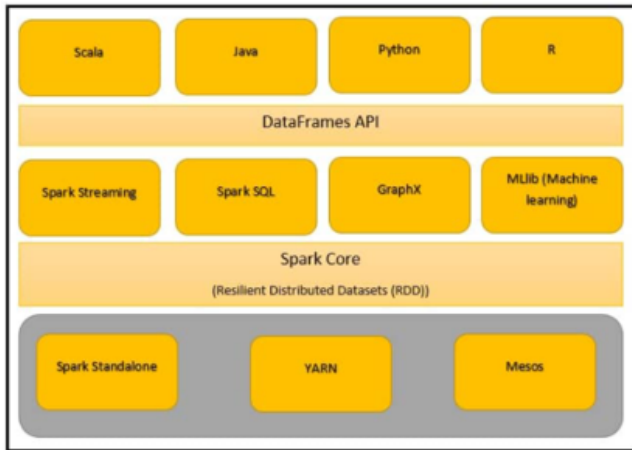 Scala
Java
Python
R
DataFrames API
Spark Streaming
Spark SQL
GraphX
MLlib (Machine
learning)
Spark Core
(Resilient Distributed Datasets (RDD))
Spark Standalone
YARN
Mesos